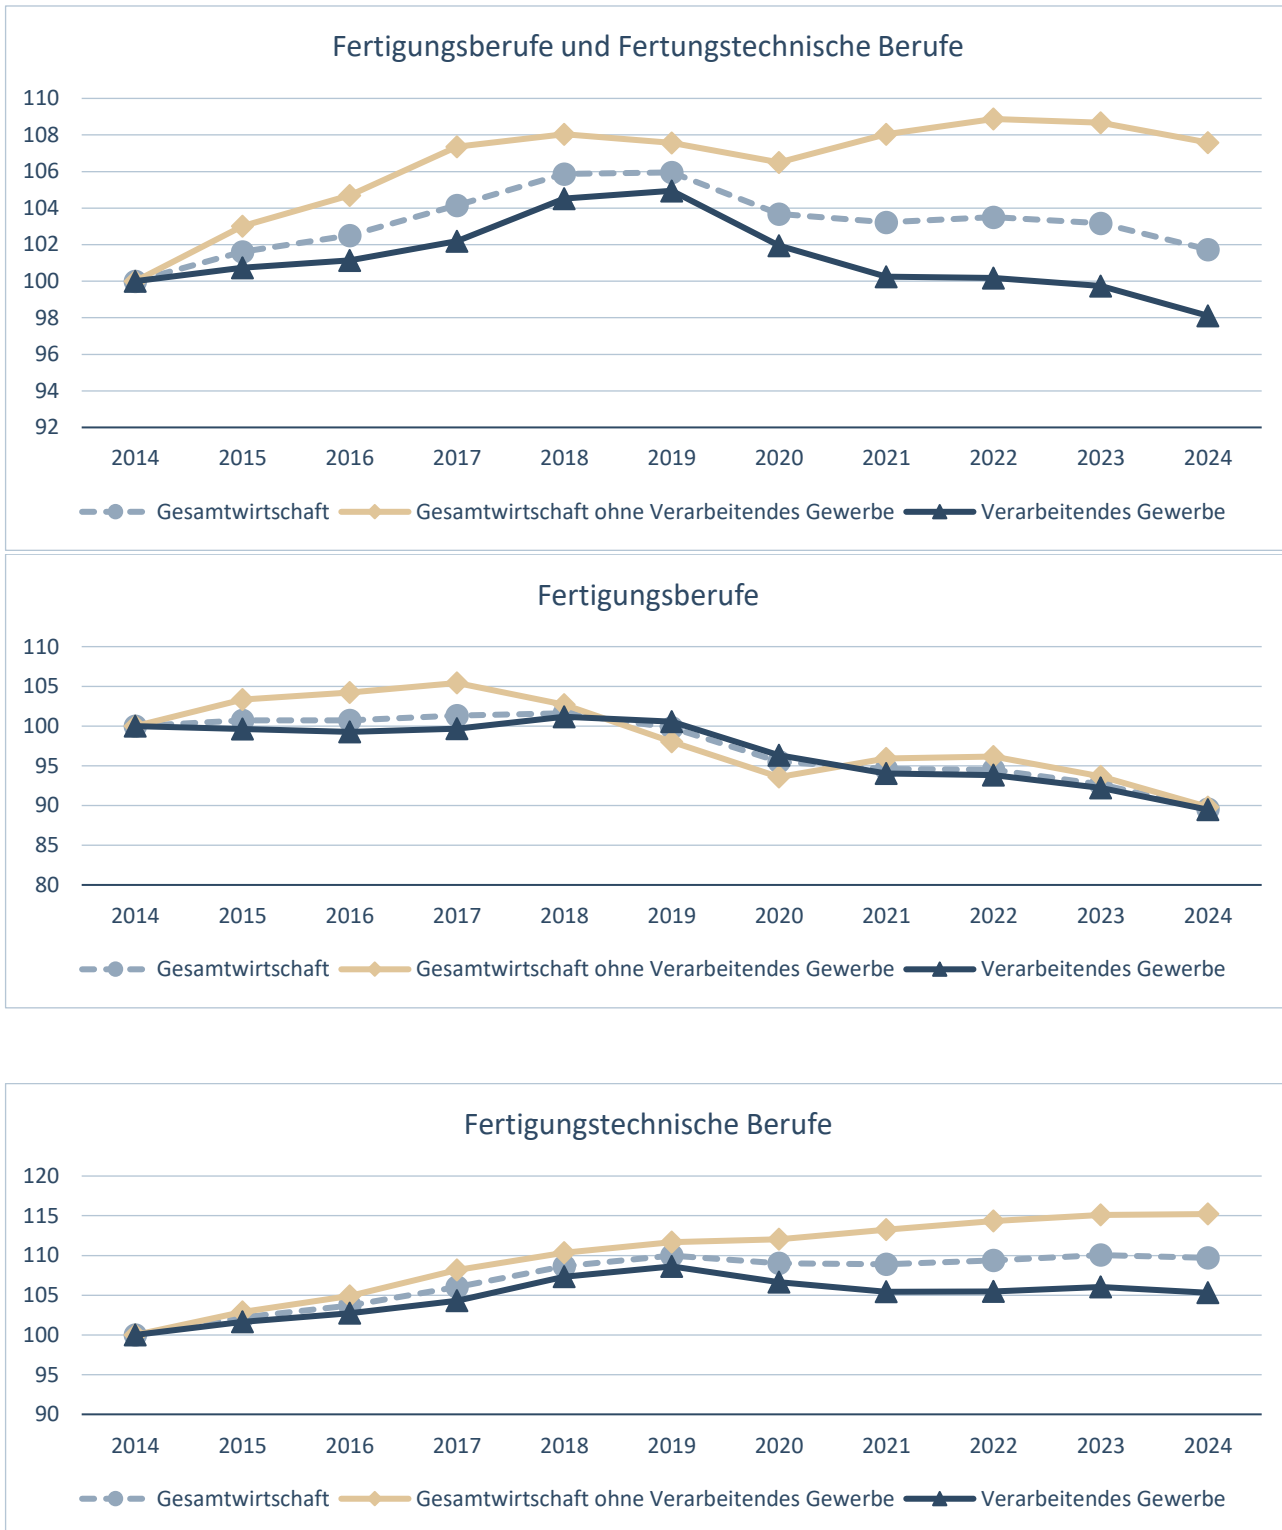 Fertigungsberufe und Fertungstechnische Berufe
110
108
106
104
102
100
98
96
94
92
2014 2015 2016 2017 2018 2019 2020 2021 2022 2023 2024
Gesamtwirtschaft Gesamtwirtschaft ohne Verarbeitendes Gewerbe Verarbeitendes Gewerbe
Fertigungsberufe
110
105
100
95
90
85
80
2014 2015 2016 2017 2018 2019 2020 2021 2022 2023 2024
Gesamtwirtschaft Gesamtwirtschaft ohne Verarbeitendes Gewerbe Verarbeitendes Gewerbe
Fertigungstechnische Berufe
120
115
110
105
100
95
90
2014 2015 2016 2017 2018 2019 2020 2021 2022 2023 2024
Gesamtwirtschaft Gesamtwirtschaft ohne Verarbeitendes Gewerbe Verarbeitendes Gewerbe